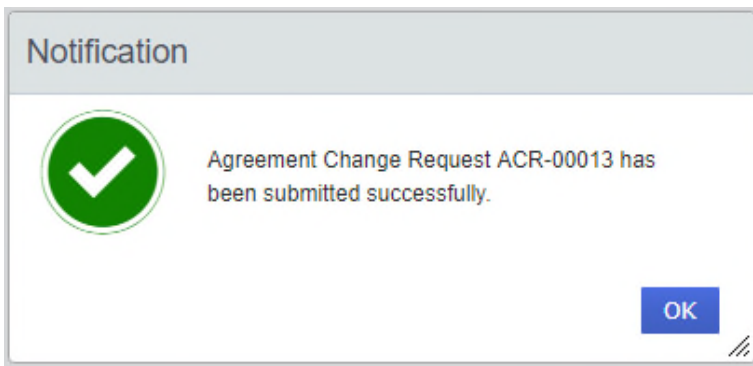 Notification
Agreement Change Request ACR-00013 has
been submitted successfully.
OK